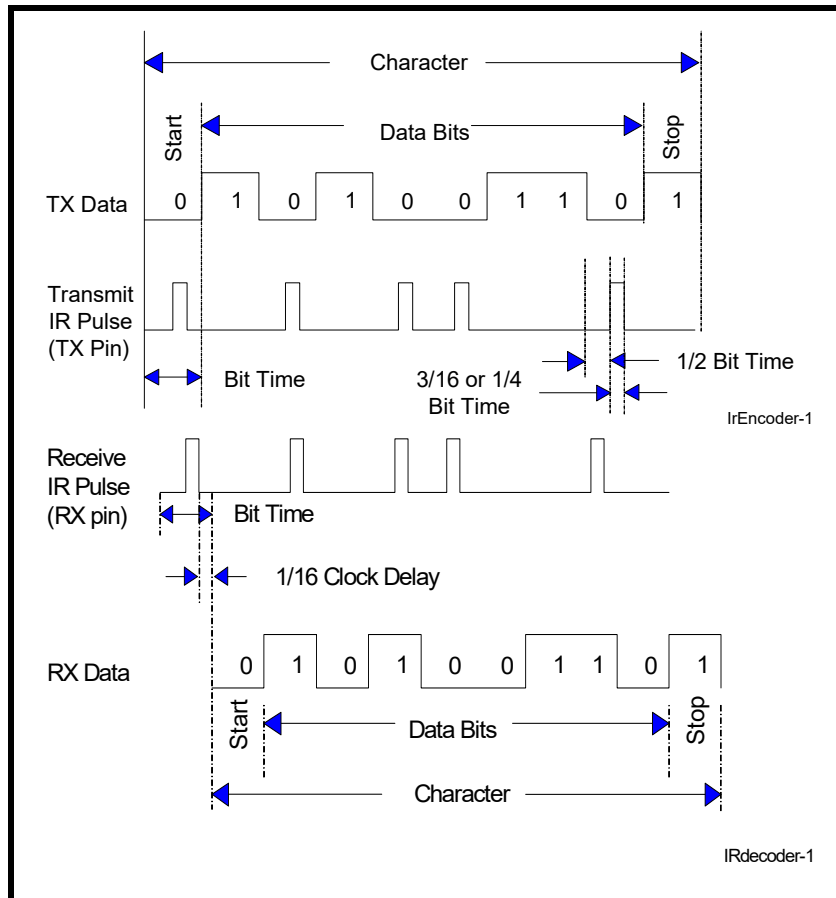 Character
Start
Data Bits
Stop
TX Data
0 1 0 1 0 0 1 1 0 1
Transmit
IR Pulse
(TX Pin)
Bit Time
3/16 or 1/4
Bit Time
1/2 Bit Time
IrEncoder-1
Receive
IR Pulse
(RX pin)
Bit Time
1/16 Clock Delay
RX Data
0 1 0 1 0 0 1 1 0 1
Start
Data Bits
Stop
Character
IRdecoder-1